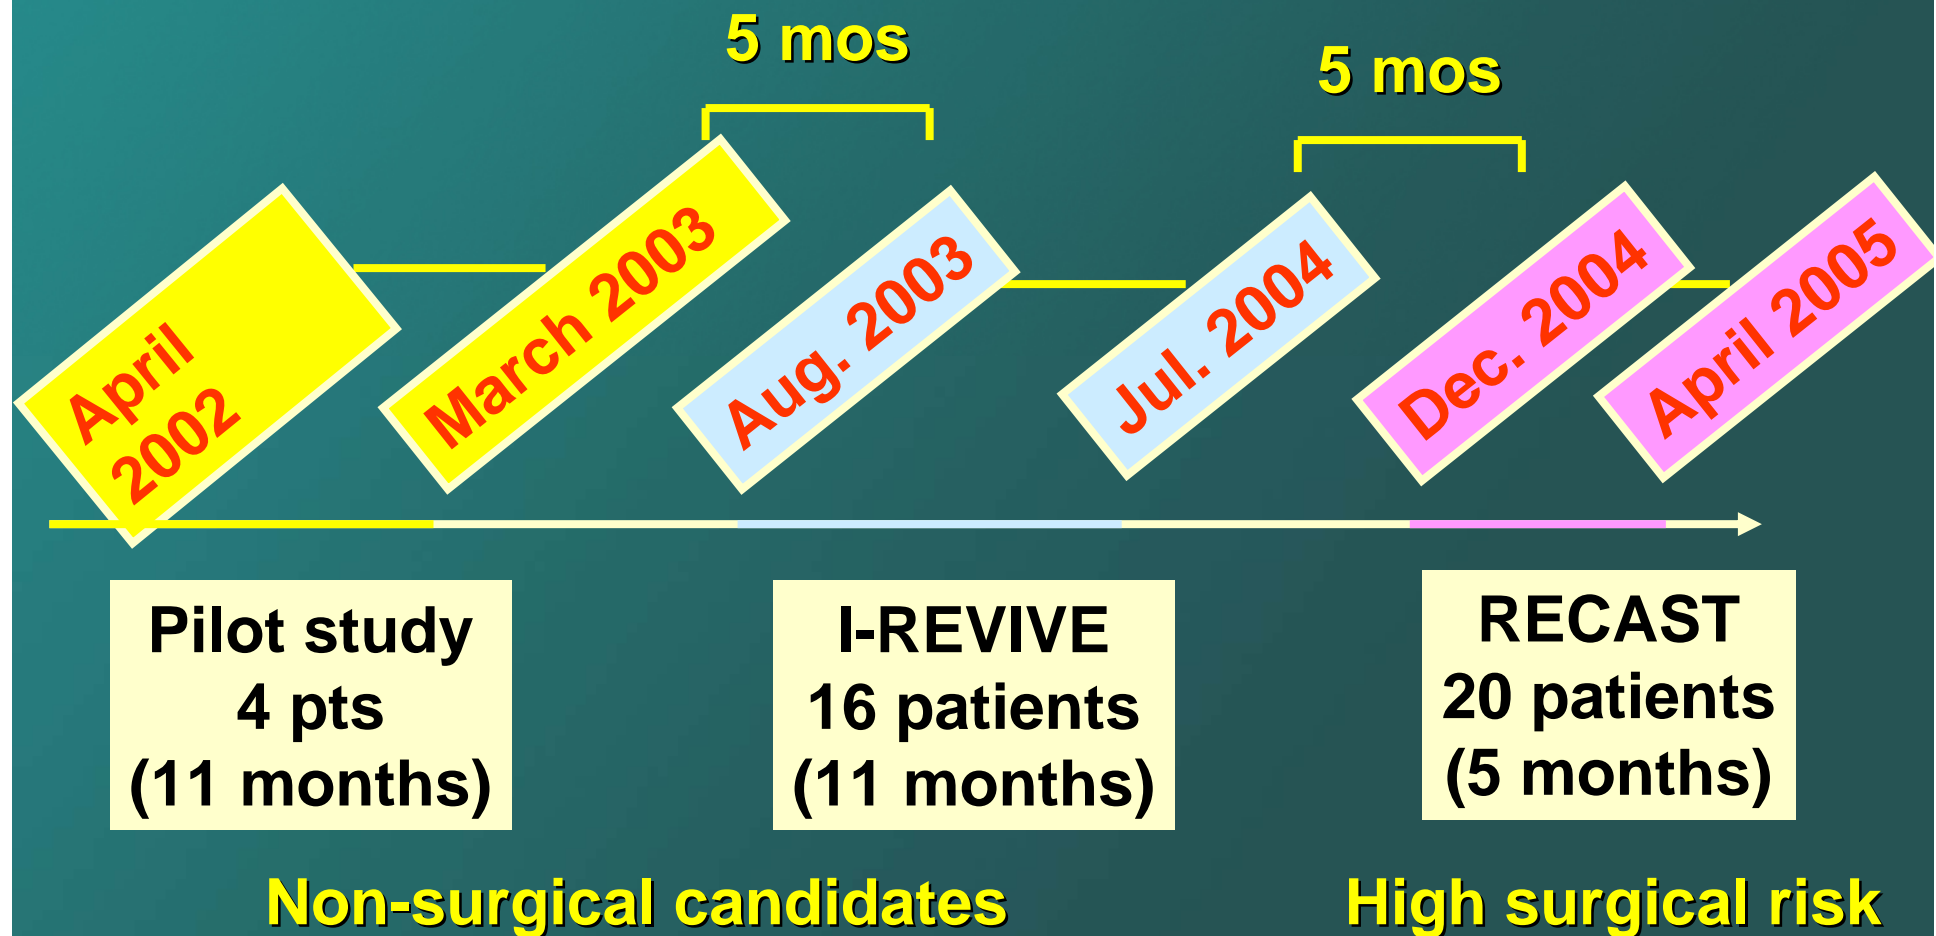 5 mos
5 mos
April
2002
March 2003
Aug. 2003
Jul. 2004
Dec. 2004
April 2005
Pilot study
4 pts
(11 months)
I-REVIVE
16 patients
(11 months)
RECAST
20 patients
(5 months)
Non-surgical candidates
High surgical risk